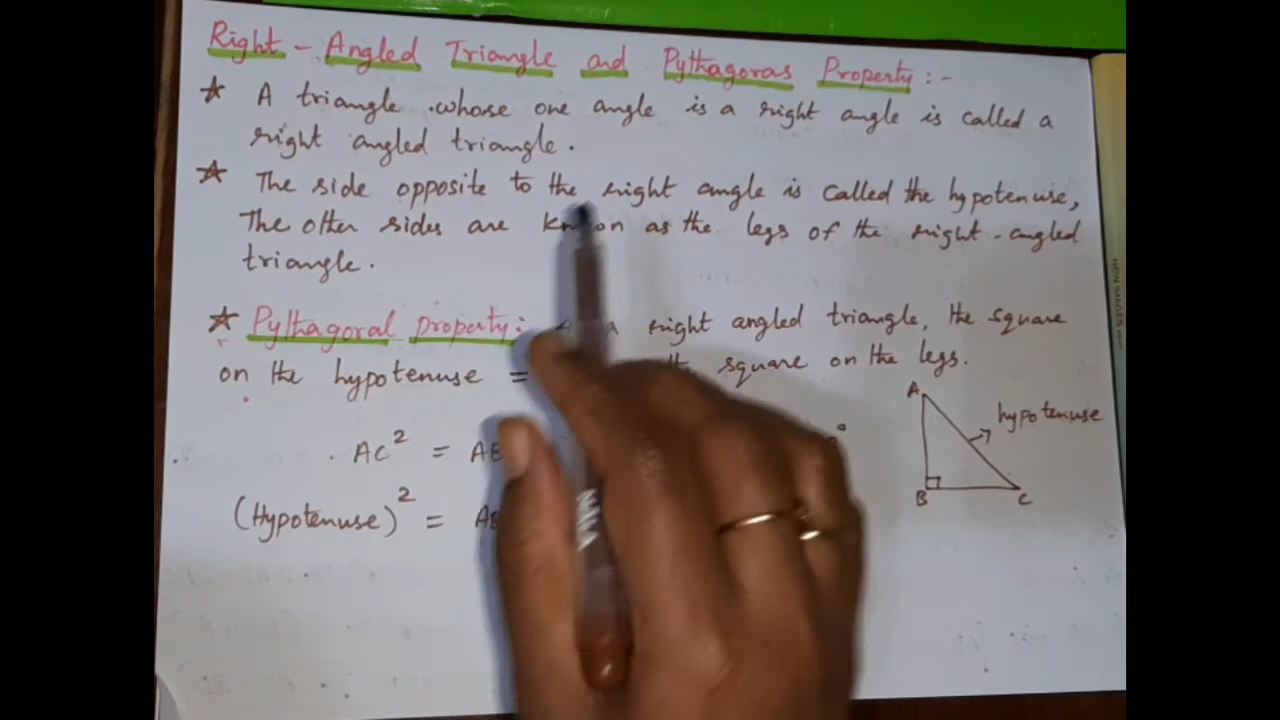 Right - Angled Triangle and Pythagoras Property :-
☆ A triangle whose one angle is a right angle is called a
right angled triangle.
☆ The side opposite to the right angle is called the hypotenuse,
The other sides are known as the legs of the right-angled
triangle.
☆ Pythagoral property: a right angled triangle, the square
on the hypotenuse = the square on the legs.
A
hypotenuse
AC² =
B C
(Hypotenuse)² =